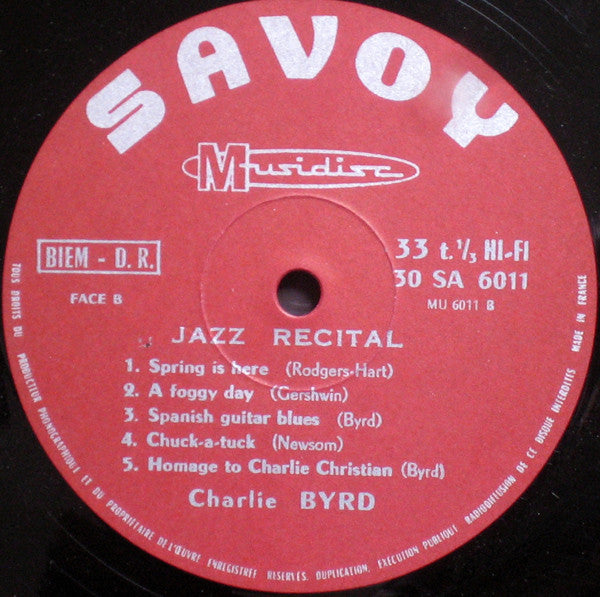 SAVOY
Musidisc
BIEM - D. R.
FACE B
33 t. 1/3 HI-FI
30 SA 6011
MU 6011 B
JAZZ RECITAL
1. Spring is here (Rodgers-Hart)
2. A foggy day (Gershwin)
3. Spanish guitar blues (Byrd)
4. Chuck-a-tuck (Newsom)
5. Homage to Charlie Christian (Byrd)
Charlie BYRD
TOUS DROITS DU PRODUCTEUR PHONOGRAPHIQUE ET DU PROPRIETAIRE DE L'ŒUVRE ENREGISTREE RESERVES. DUPLICATION, EXECUTION PUBLIQUE RADIODIFFUSION DE CE DISQUE INTERDITES MADE IN FRANCE